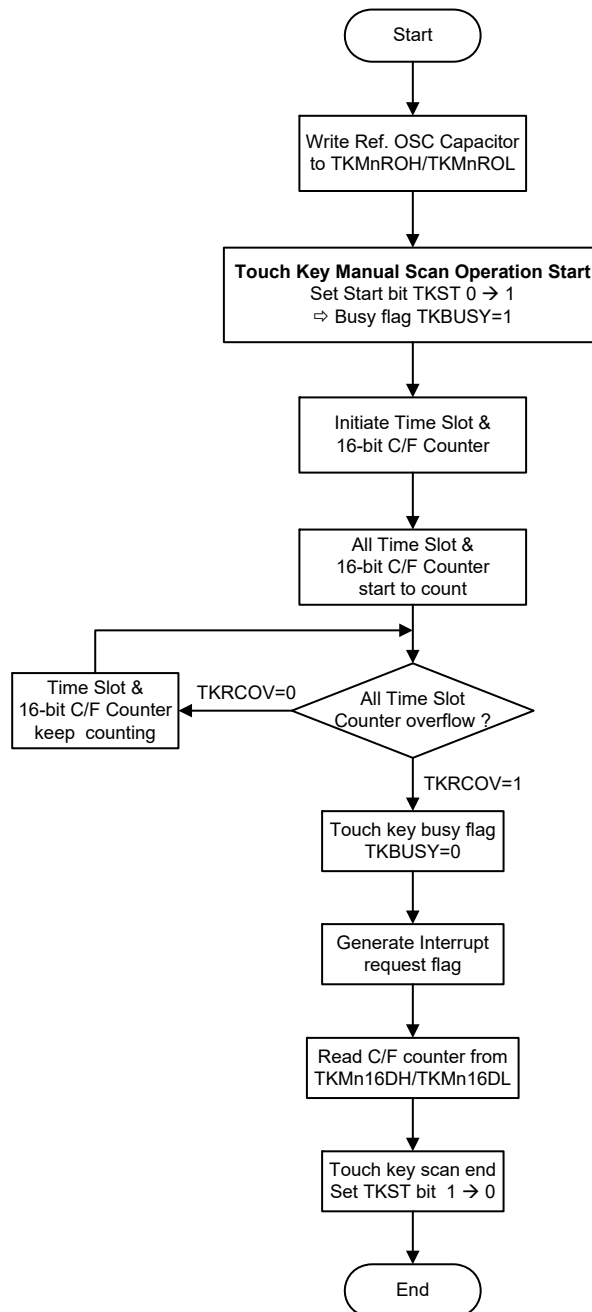 Start
Write Ref. OSC Capacitor
to TKMnROH/TKMnROL
Touch Key Manual Scan Operation Start
Set Start bit TKST 0 → 1
⇨ Busy flag TKBUSY=1
Initiate Time Slot &
16-bit C/F Counter
All Time Slot &
16-bit C/F Counter
start to count
All Time Slot
Counter overflow ?
TKRCOV=0
Time Slot &
16-bit C/F Counter
keep counting
TKRCOV=1
Touch key busy flag
TKBUSY=0
Generate Interrupt
request flag
Read C/F counter from
TKMn16DH/TKMn16DL
Touch key scan end
Set TKST bit 1 → 0
End